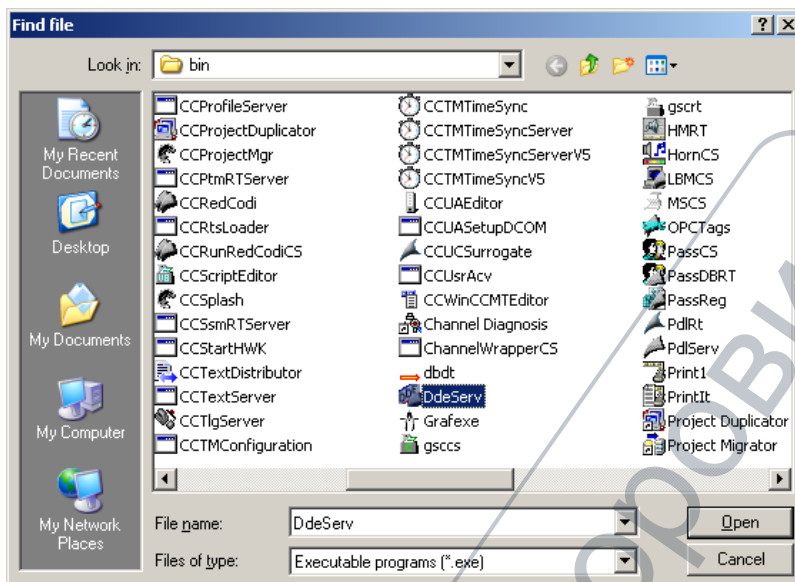 Find file
Look in:
bin
My Recent
Documents
Desktop
My Documents
My Computer
My Network
Places
CCProfileServer
CCProjectDuplicator
CCProjectMgr
CCPtmRTServer
CCRedCodi
CCRtsLoader
CCRunRedCodiCS
CCScriptEditor
CCSplash
CCSsmRTServer
CCStartHWK
CCTextDistributor
CCTextServer
CCTlgServer
CCTMConfiguration
CCTMTimeSync
CCTMTimeSyncServer
CCTMTimeSyncServerV5
CCTMTimeSyncV5
CCUAEditor
CCUASetupDCOM
CCUCSurrogate
CCUsrAcv
CCWinCCMTEditor
Channel Diagnosis
ChannelWrapperCS
dbdt
DdeServ
Grafexe
gsccs
gscrt
HMRT
HornCS
LBMCS
MSCS
OPCTags
PassCS
PassDBRT
PassReg
PdlRt
PdlServ
Print1
PrintIt
Project Duplicator
Project Migrator
File name:
DdeServ
Open
Files of type:
Executable programs (*.exe)
Cancel